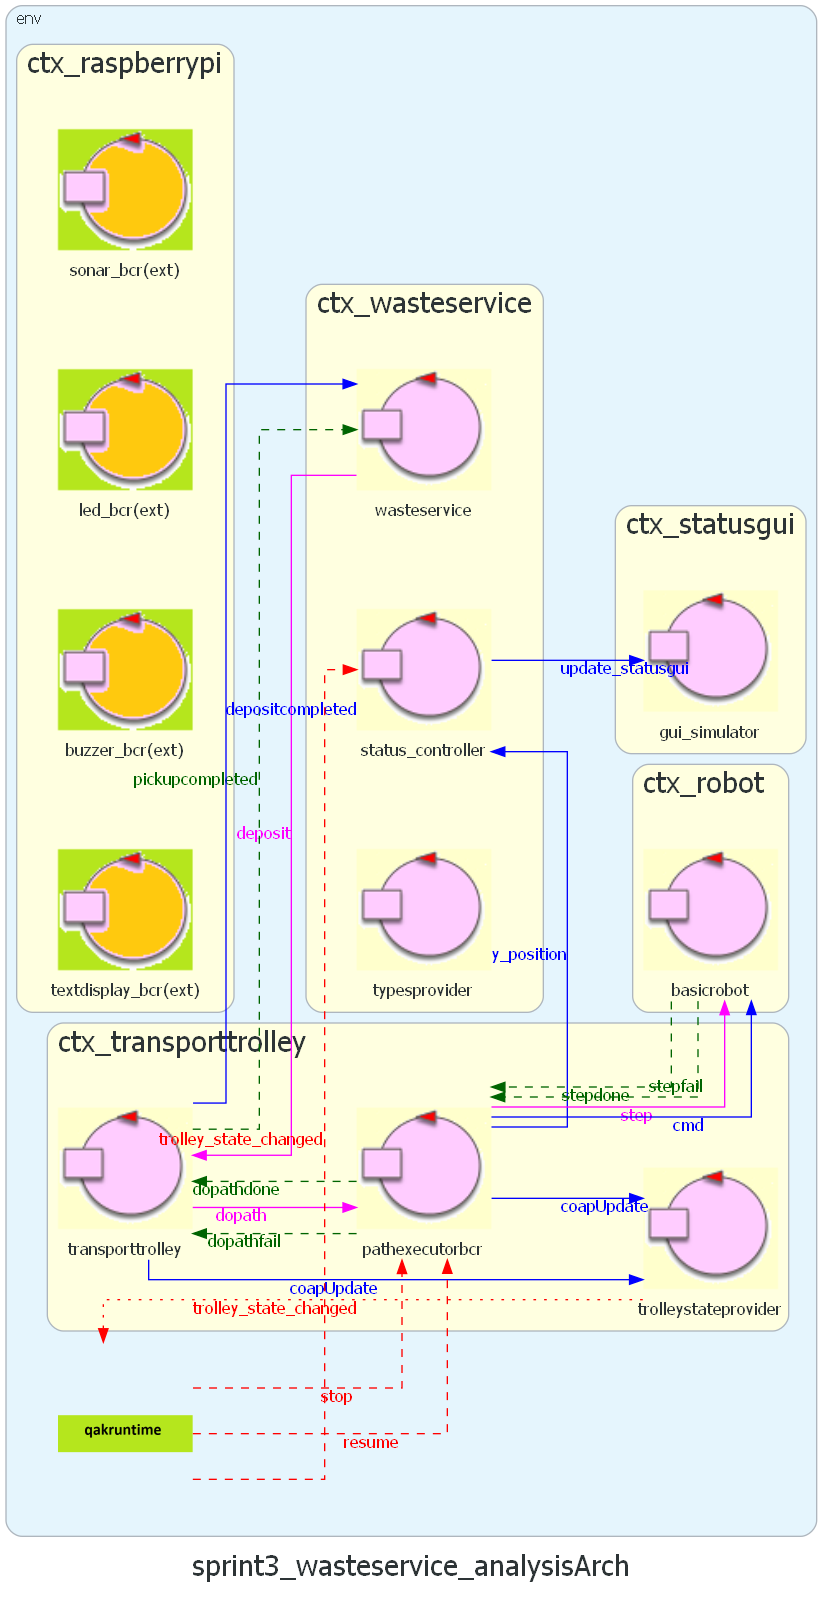 env
ctx_raspberrypi
sonar_bcr(ext)
ctx_wasteservice
led_bcr(ext)
wasteservice
ctx_statusgui
update_statusgui
depositcompleted
gui_simulator
buzzer_bcr(ext)
status_controller
pickupcompleted
ctx_robot
deposit
y_position
textdisplay_bcr(ext)
typesprovider
basicrobot
ctx_transporttrolley
stepfail
stepdone
step
cmd
trolley_state_changed
dopathdone
coapUpdate
dopath
dopathfail
transporttrolley
pathexecutorbcr
coapUpdate
trolley_state_changed
trolleystateprovider
stop
qakruntime
resume
sprint3_wasteservice_analysisArch